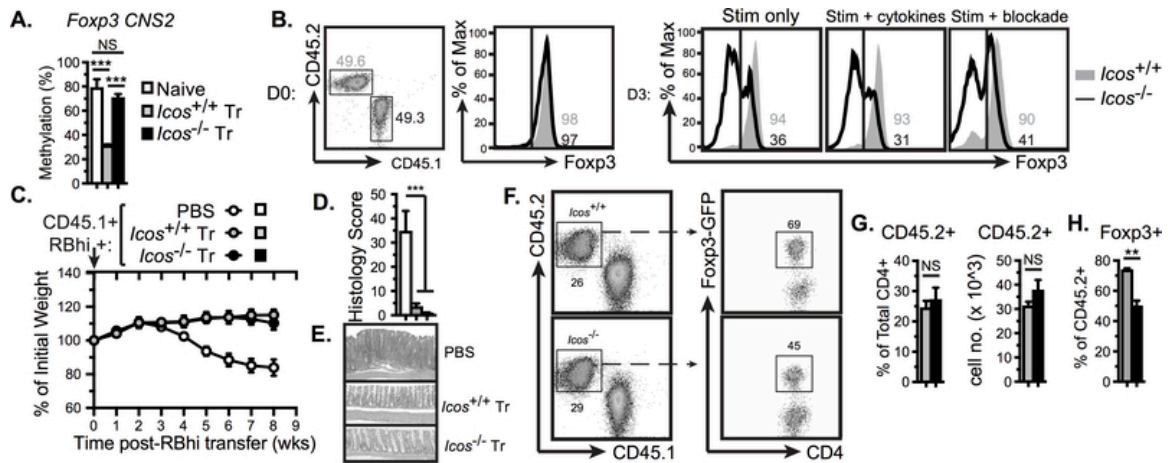 A.
Foxp3 CNS2
NS
***
***
Methylation (%)
100
80
60
40
20
0
Naive
Icos+/+ Tr
Icos-/- Tr
B.
D0:
CD45.2
49.6
49.3
CD45.1
% of Max
100
80
60
40
20
0
98
97
Foxp3
D3:
% of Max
100
80
60
40
20
0
Stim only
94
36
Stim + cytokines
93
31
Stim + blockade
90
41
Foxp3
Icos+/+
Icos-/-
C.
CD45.1+
RBhi +:
PBS
Icos+/+ Tr
Icos-/- Tr
% of Initial Weight
140
120
100
80
60
0 1 2 3 4 5 6 7 8 9
Time post-RBhi transfer (wks)
D.
Histology Score
50
40
30
20
10
0
***
E.
PBS
Icos+/+ Tr
Icos-/- Tr
F.
CD45.2
Icos+/+
26
Icos-/-
29
CD45.1
Foxp3-GFP
69
45
CD4
G.
CD45.2+
% of Total CD4+
50
40
30
20
10
0
NS
CD45.2+
cell no. (x 10^3)
50
40
30
20
10
0
NS
H.
Foxp3+
% of CD45.2+
80
60
40
20
0
**